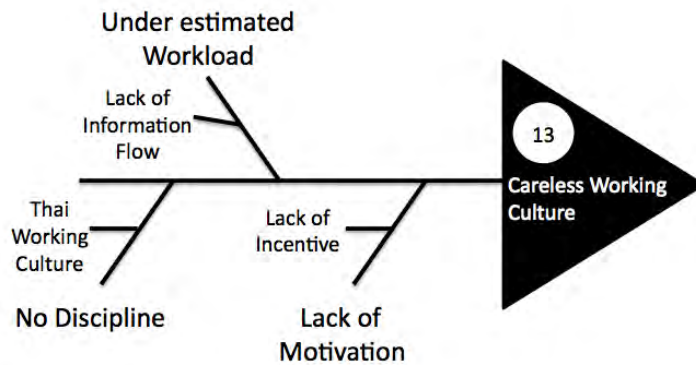 Under estimated
Workload
Lack of
Information
Flow
13
Careless Working
Culture
Thai
Working
Culture
Lack of
Incentive
No Discipline
Lack of
Motivation